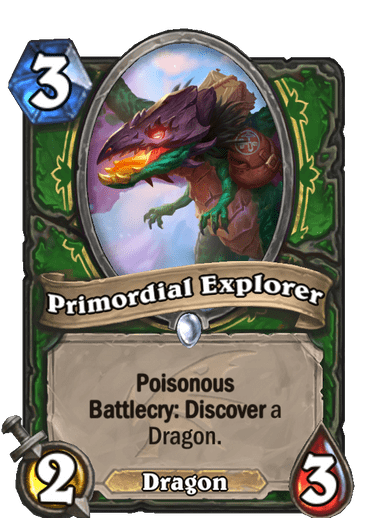 3
Primordial Explorer
Poisonous
Battlecry: Discover a
Dragon.
2
Dragon
3